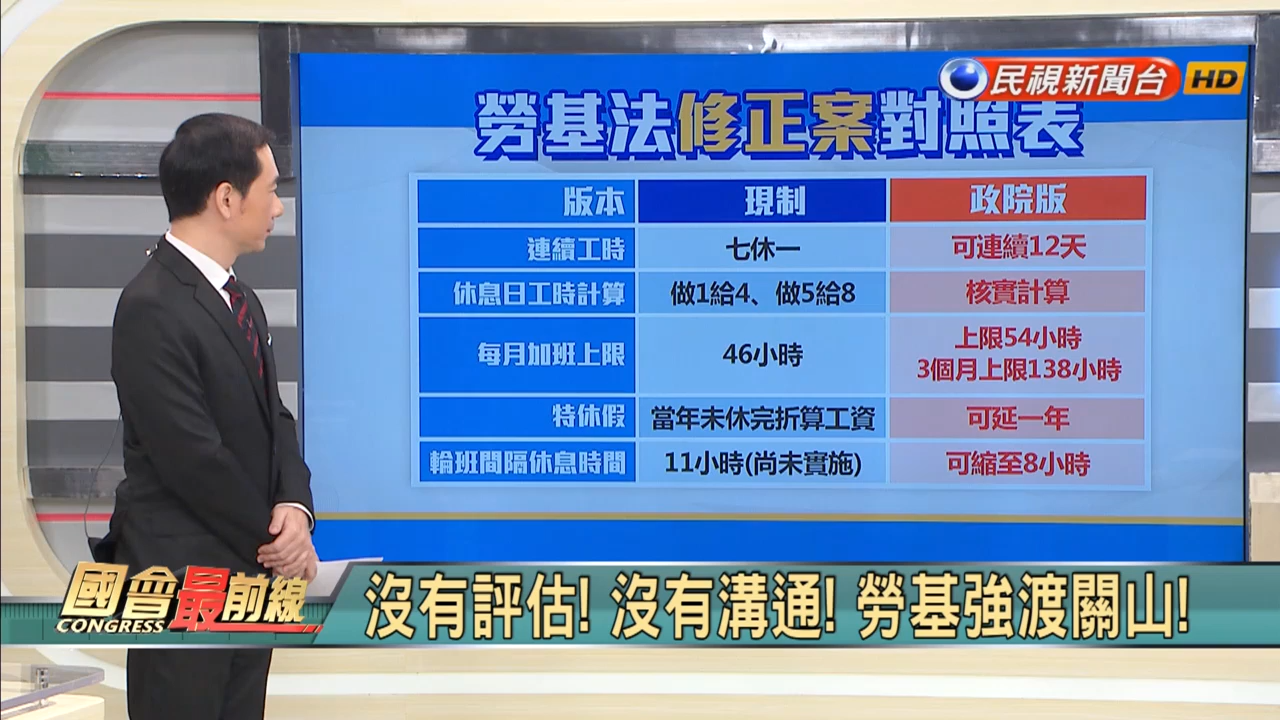 民視新聞台 HD
勞基法修正案對照表
版本 現制 政院版
連續工時 七休一 可連續12天
休息日工時計算 做1給4、做5給8 核實計算
每月加班上限 46小時 上限54小時
3個月上限138小時
特休假 當年未休完折算工資 可延一年
輪班間隔休息時間 11小時(尚未實施) 可縮至8小時
國會最前線
CONGRESS
沒有評估! 沒有溝通! 勞基強渡關山!